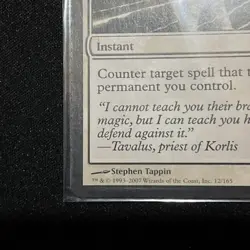 Instant
Counter target spell that t
permanent you control.
"I cannot teach you their bre
magic, but I can teach you h
defend against it."
—Tavalus, priest of Korlis
Stephen Tappin
™ & © 1993–2007 Wizards of the Coast, Inc. 12/165